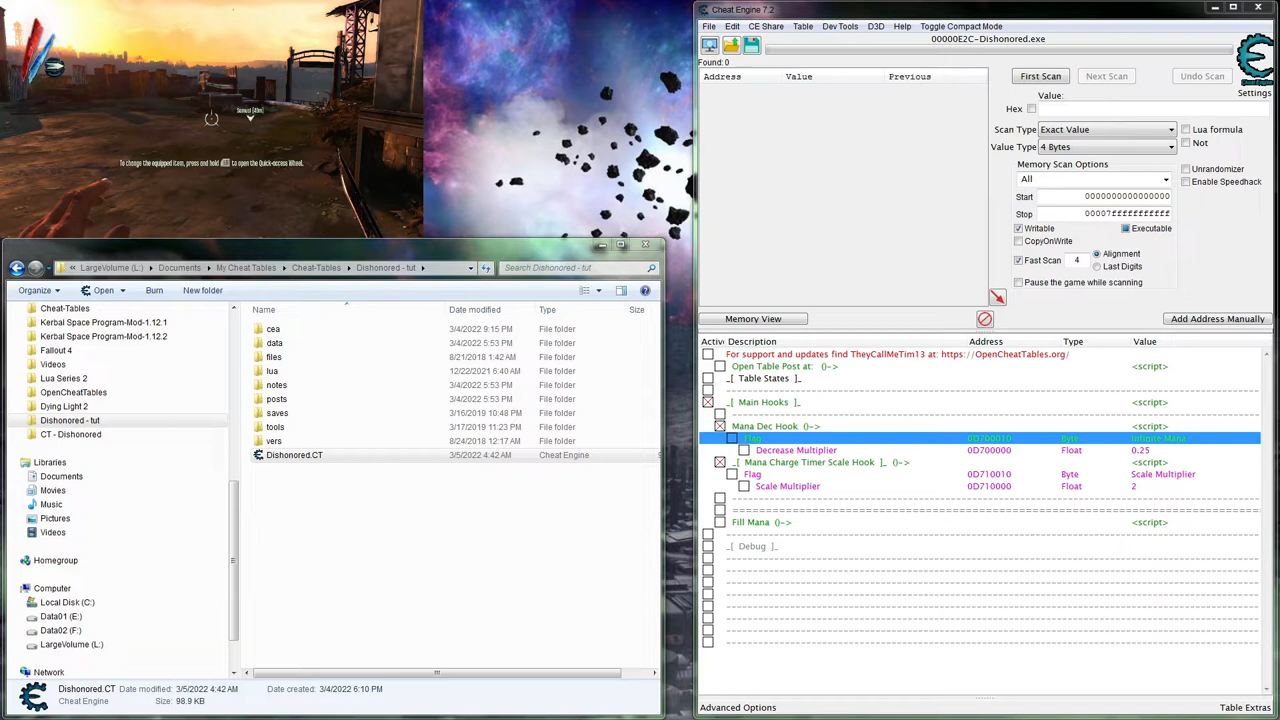 Samuel [49m]
To change the equipped item, press and hold to open the Quick-access Wheel.
Cheat Engine 7.2
File Edit CE Share Table Dev Tools D3D Help Toggle Compact Mode
00000E2C-Dishonored.exe
Found: 0
Address Value Previous
First Scan Next Scan Undo Scan
Cheat Engine
Settings
Value:
Hex
Scan Type Exact Value Lua formula
Not
Value Type 4 Bytes
Memory Scan Options
All
Unrandomizer
Enable Speedhack
Start 0000000000000000
Stop 00007fffffffffff
Writable Executable
CopyOnWrite
Fast Scan 4 Alignment
Last Digits
Pause the game while scanning
Memory View Add Address Manually
Active Description Address Type Value
For support and updates find TheyCallMeTim13 at: https://OpenCheatTables.org/
Open Table Post at: ()-> <script>
_[ Table States ]_
_[ Main Hooks ]_
Mana Dec Hook ()-> <script>
Flag 0D700010 Byte Infinite Mana
Decrease Multiplier 0D700000 Float 0.25
_[ Mana Charge Timer Scale Hook ]_ ()-> <script>
Flag 0D710010 Byte Scale Multiplier
Scale Multiplier 0D710000 Float 2
Fill Mana ()-> <script>
_[ Debug ]_
Advanced Options Table Extras
« LargeVolume (L:) Documents My Cheat Tables Cheat-Tables Dishonored - tut Search Dishonored - tut
Organize Open Burn New folder
Name Date modified Type Size
Cheat-Tables
Kerbal Space Program-Mod-1.12.1
Kerbal Space Program-Mod-1.12.2
Fallout 4
Videos
Lua Series 2
OpenCheatTables
Dying Light 2
Dishonored - tut
CT - Dishonored
Libraries
Documents
Movies
Music
Pictures
Videos
Homegroup
Computer
Local Disk (C:)
Data01 (E:)
Data02 (F:)
LargeVolume (L:)
Network
cea 3/4/2022 9:15 PM File folder
data 3/4/2022 5:53 PM File folder
files 8/21/2018 1:42 AM File folder
lua 12/22/2021 6:40 AM File folder
notes 3/4/2022 5:53 PM File folder
posts 3/4/2022 5:53 PM File folder
saves 3/16/2019 10:48 PM File folder
tools 3/17/2019 11:23 PM File folder
vers 8/24/2018 12:17 AM File folder
Dishonored.CT 3/5/2022 4:42 AM Cheat Engine
Dishonored.CT Date modified: 3/5/2022 4:42 AM Date created: 3/4/2022 6:10 PM
Cheat Engine Size: 98.9 KB